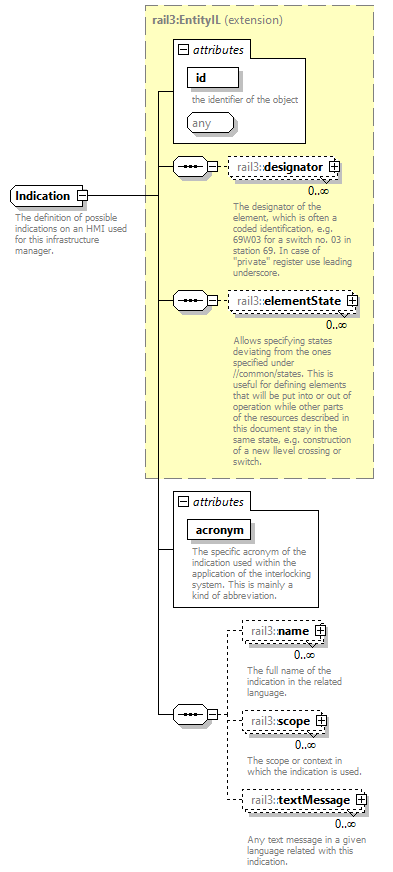 rail3:EntityIL (extension)
attributes
id
the identifier of the object
any
rail3::designator
0..∞
The designator of the
element, which is often a
coded identification, e.g.
69W03 for a switch no. 03 in
station 69. In case of
"private" register use leading
underscore.
Indication
The definition of possible
indications on an HMI used
for this infrastructure
manager.
rail3::elementState
0..∞
Allows specifying states
deviating from the ones
specified under
//common/states. This is
useful for defining elements
that will be put into or out of
operation while other parts
of the resources described in
this document stay in the
same state, e.g. construction
of a new llevel crossing or
switch.
attributes
acronym
The specific acronym of the
indication used within the
application of the interlocking
system. This is mainly a
kind of abbreviation.
rail3::name
0..∞
The full name of the
indication in the related
language.
rail3::scope
0..∞
The scope or context in
which the indication is used.
rail3::textMessage
0..∞
Any text message in a given
language related with this
indication.